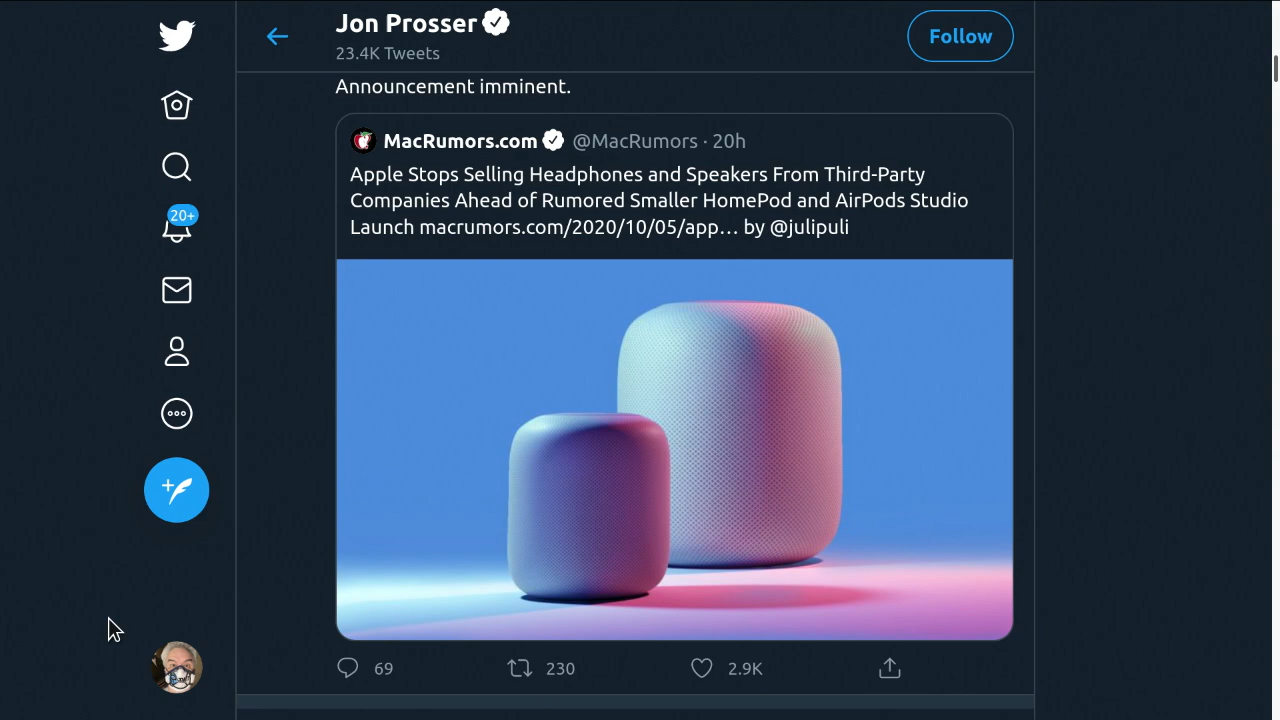 Jon Prosser
23.4K Tweets
Follow
Announcement imminent.
MacRumors.com @MacRumors · 20h
Apple Stops Selling Headphones and Speakers From Third-Party
Companies Ahead of Rumored Smaller HomePod and AirPods Studio
Launch macrumors.com/2020/10/05/app… by @julipuli
20+
69 230 2.9K